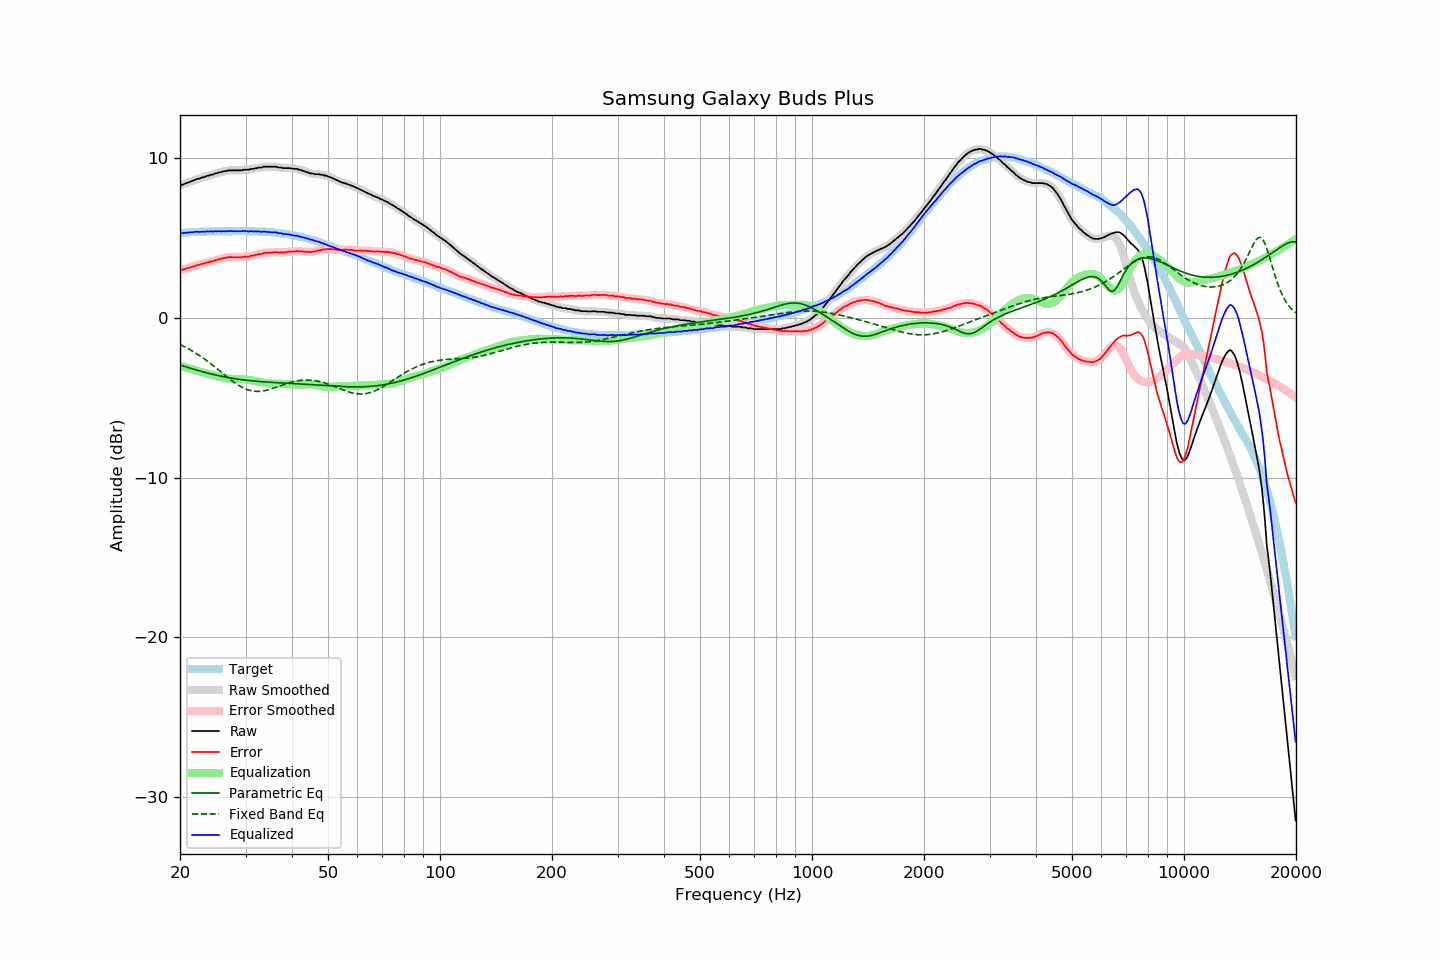 Samsung Galaxy Buds Plus
Amplitude (dBr)
10
0
−10
−20
−30
Target
Raw Smoothed
Error Smoothed
Raw
Error
Equalization
Parametric Eq
Fixed Band Eq
Equalized
20 50 100 200 500 1000 2000 5000 10000 20000
Frequency (Hz)